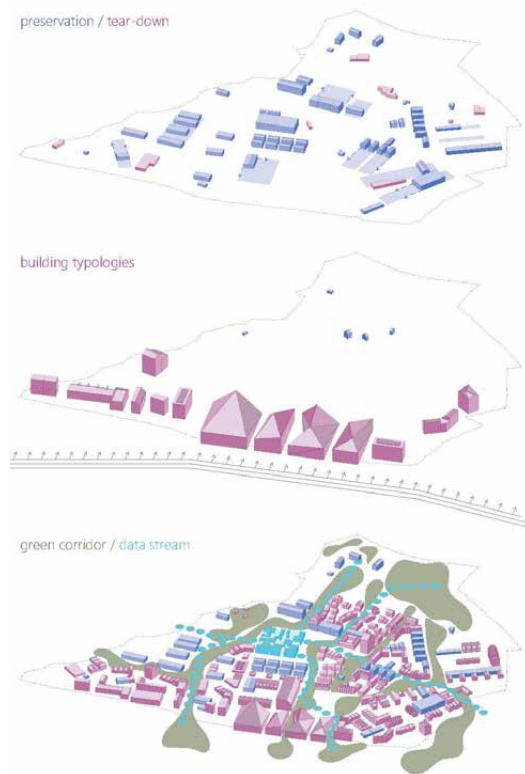 preservation / tear-down
building typologies
green corridor / data stream